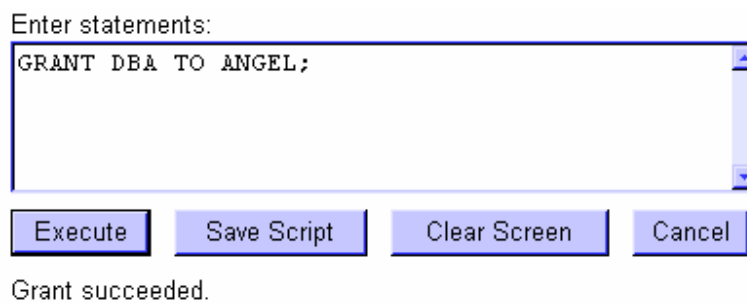 Enter statements:
GRANT DBA TO ANGEL;
Execute Save Script Clear Screen Cancel
Grant succeeded.